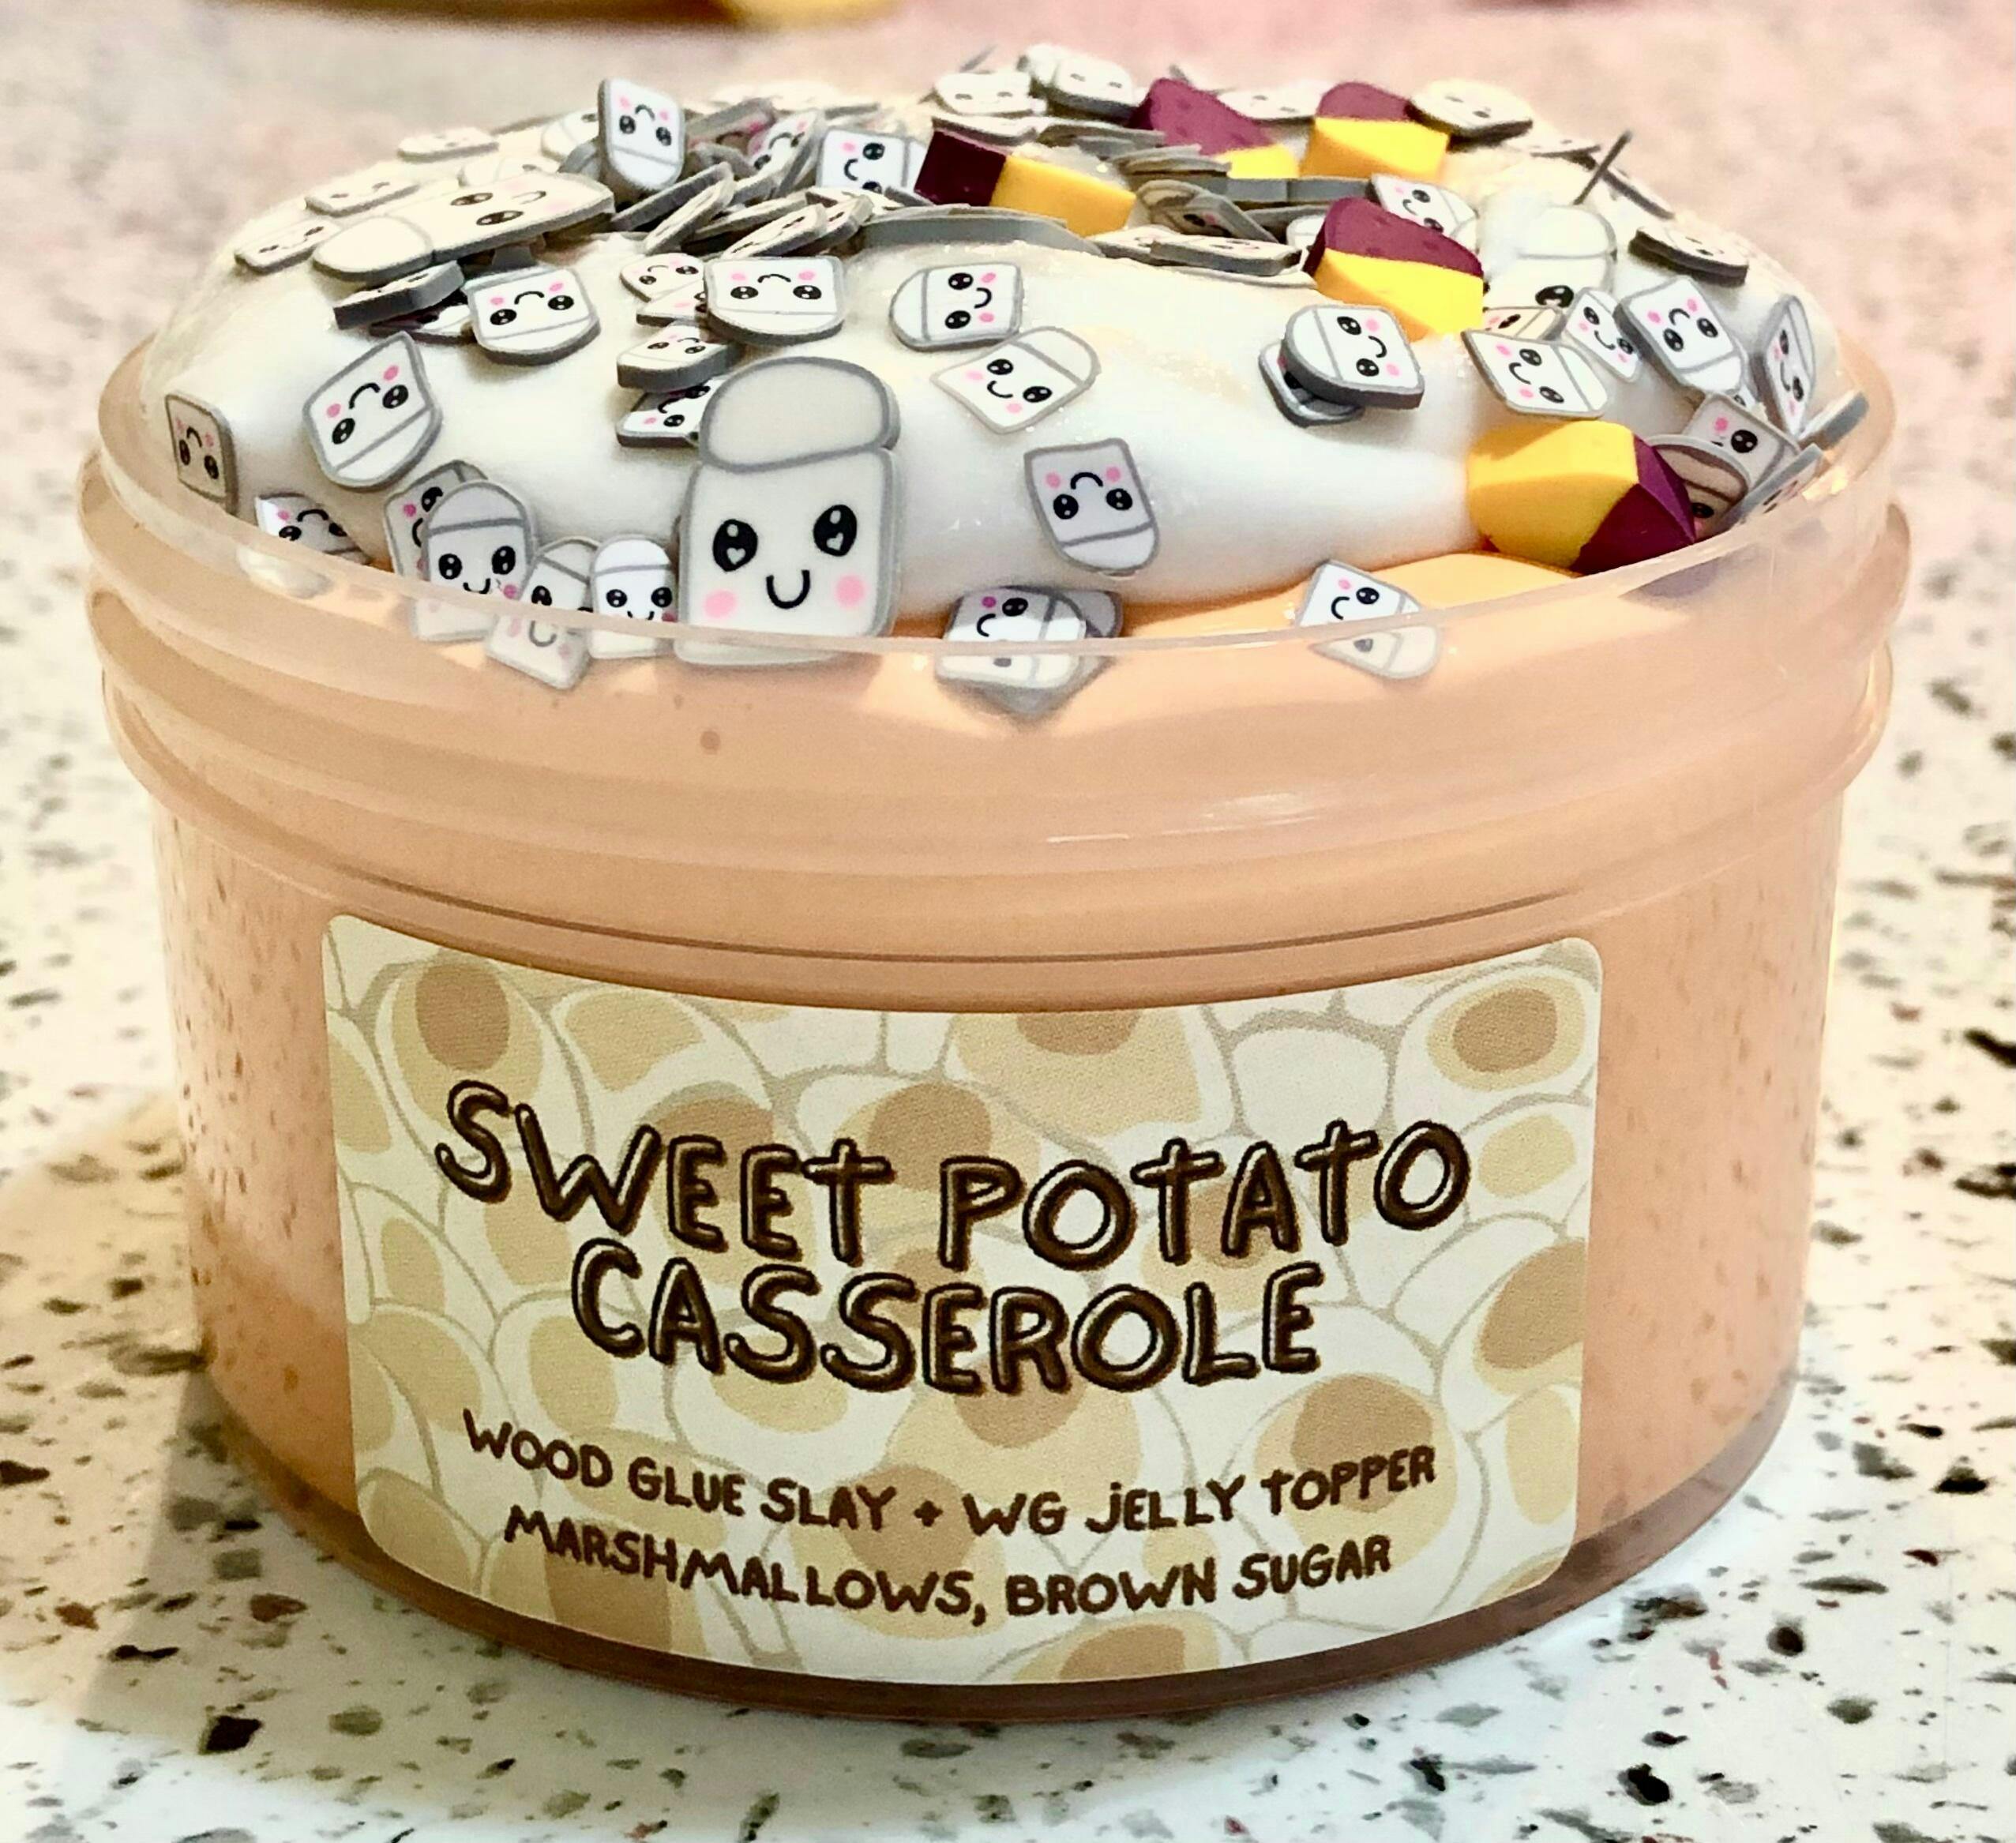 SWEET POTATO
CASSEROLE
WOOD GLUE SLAY + WG JELLY TOPPER
MARSHMALLOWS, BROWN SUGAR